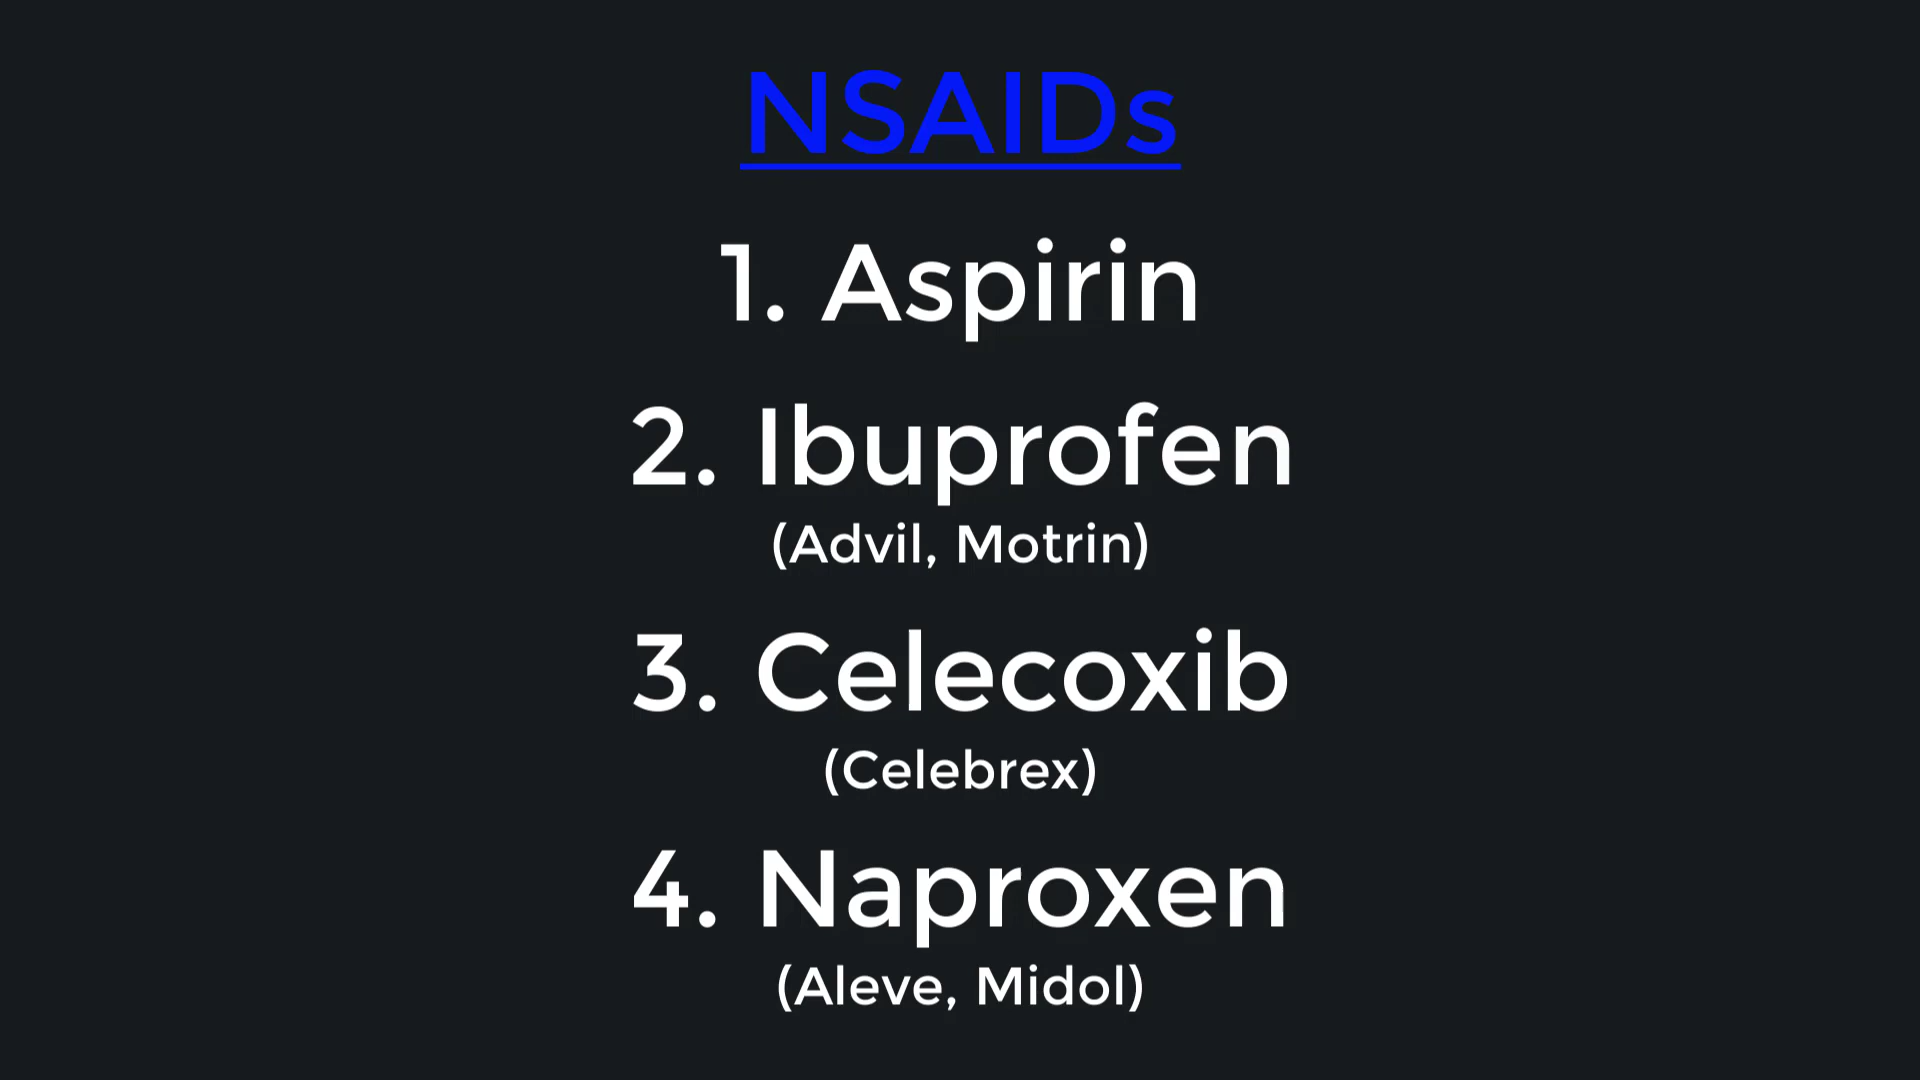 NSAIDs
1. Aspirin
2. Ibuprofen
(Advil, Motrin)
3. Celecoxib
(Celebrex)
4. Naproxen
(Aleve, Midol)